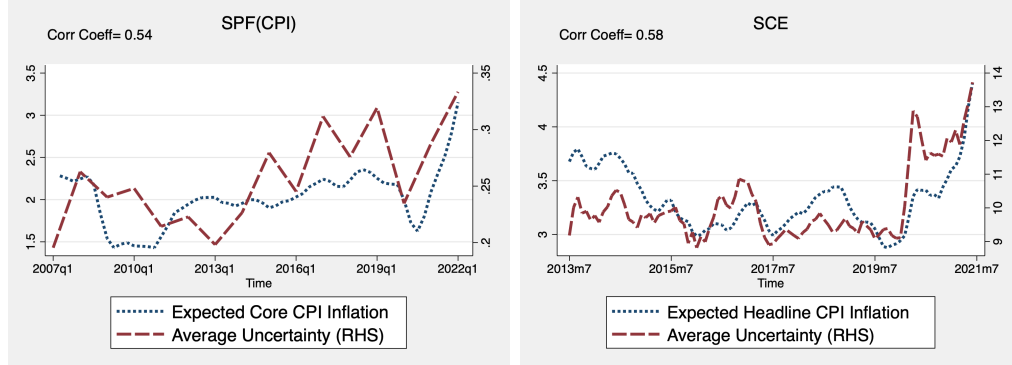 SPF(CPI)
Corr Coeff= 0.54
3.5
3
2.5
2
1.5
.35
.3
.25
.2
2007q1 2010q1 2013q1 2016q1 2019q1 2022q1
Time
Expected Core CPI Inflation
Average Uncertainty (RHS)
SCE
Corr Coeff= 0.58
4.5
4
3.5
3
14
13
12
11
10
9
2013m7 2015m7 2017m7 2019m7 2021m7
Time
Expected Headline CPI Inflation
Average Uncertainty (RHS)